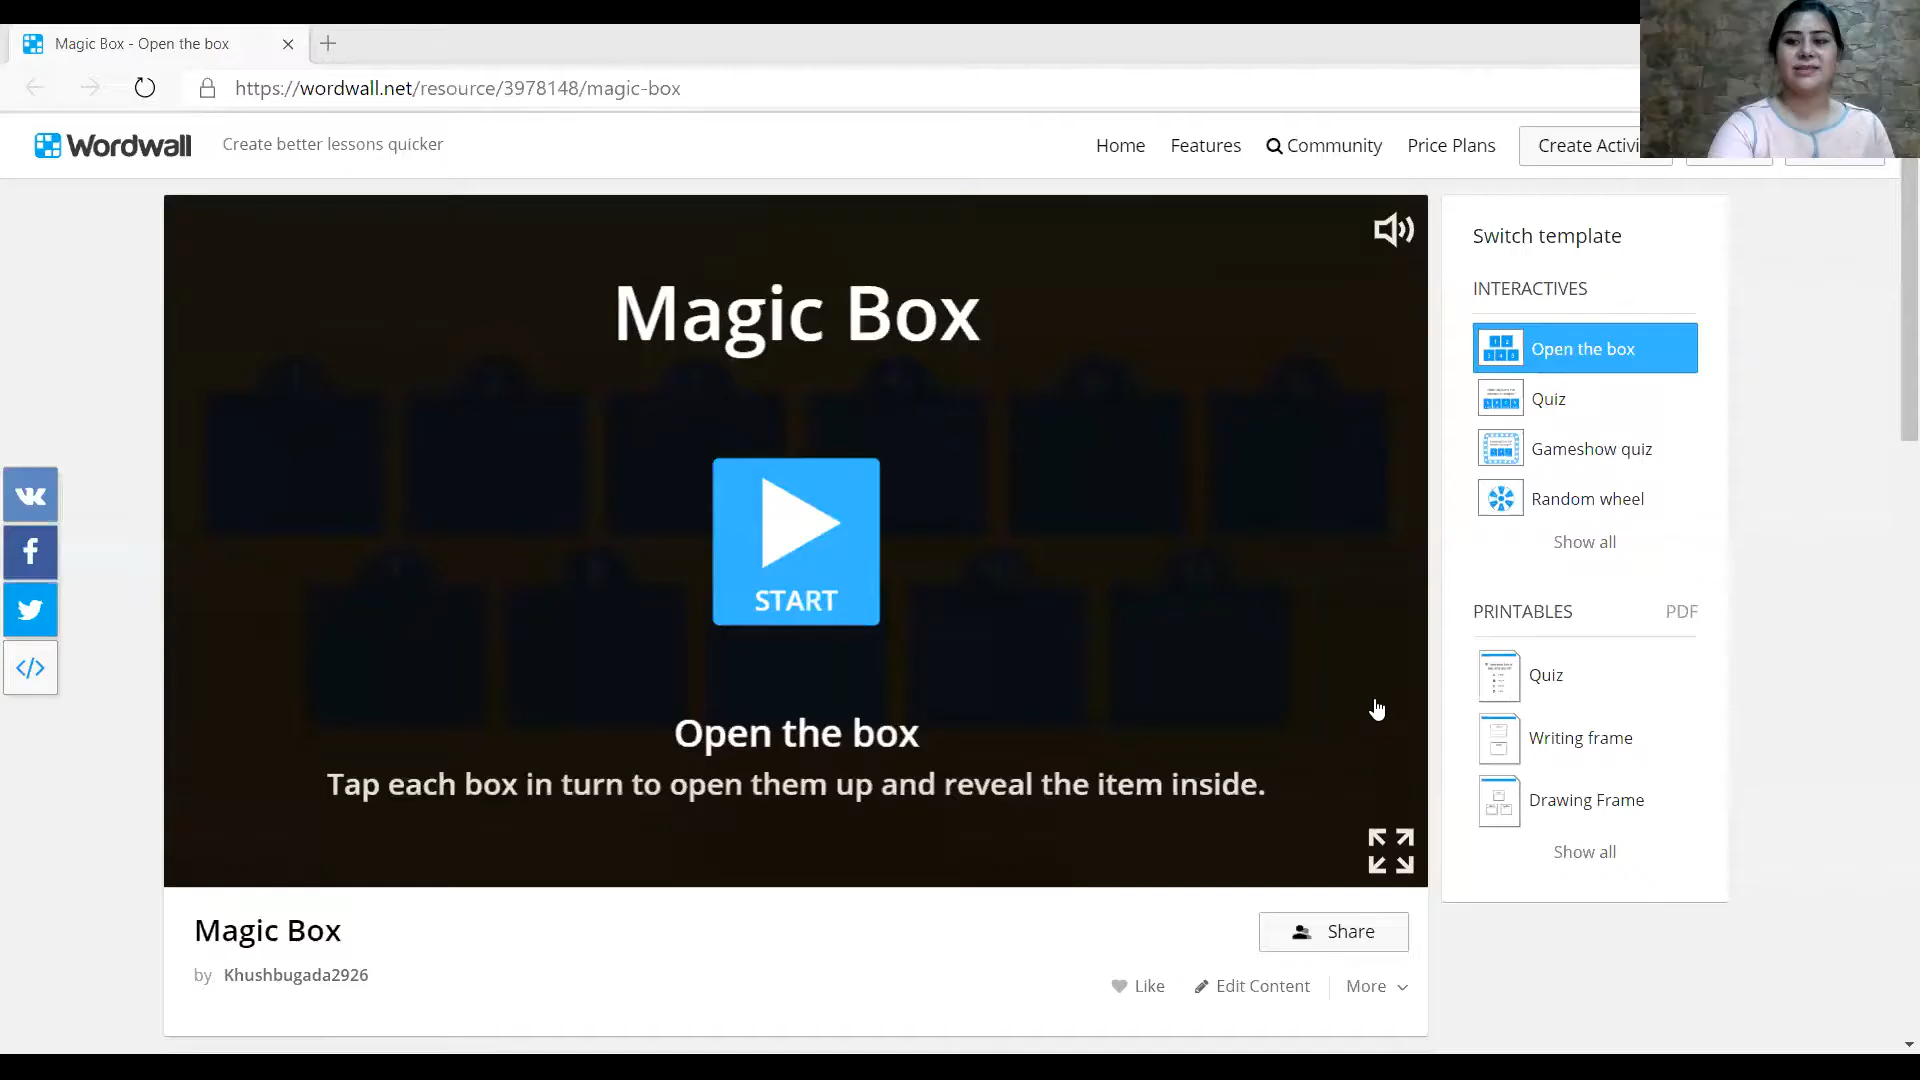 Magic Box - Open the box
https://wordwall.net/resource/3978148/magic-box
Wordwall
Create better lessons quicker
Home
Features
Community
Price Plans
Create Activi
Magic Box
START
Open the box
Tap each box in turn to open them up and reveal the item inside.
Switch template
INTERACTIVES
Open the box
Quiz
Gameshow quiz
Random wheel
Show all
PRINTABLES PDF
Quiz
Writing frame
Drawing Frame
Show all
Magic Box
by Khushbugada2926
Share
Like
Edit Content
More